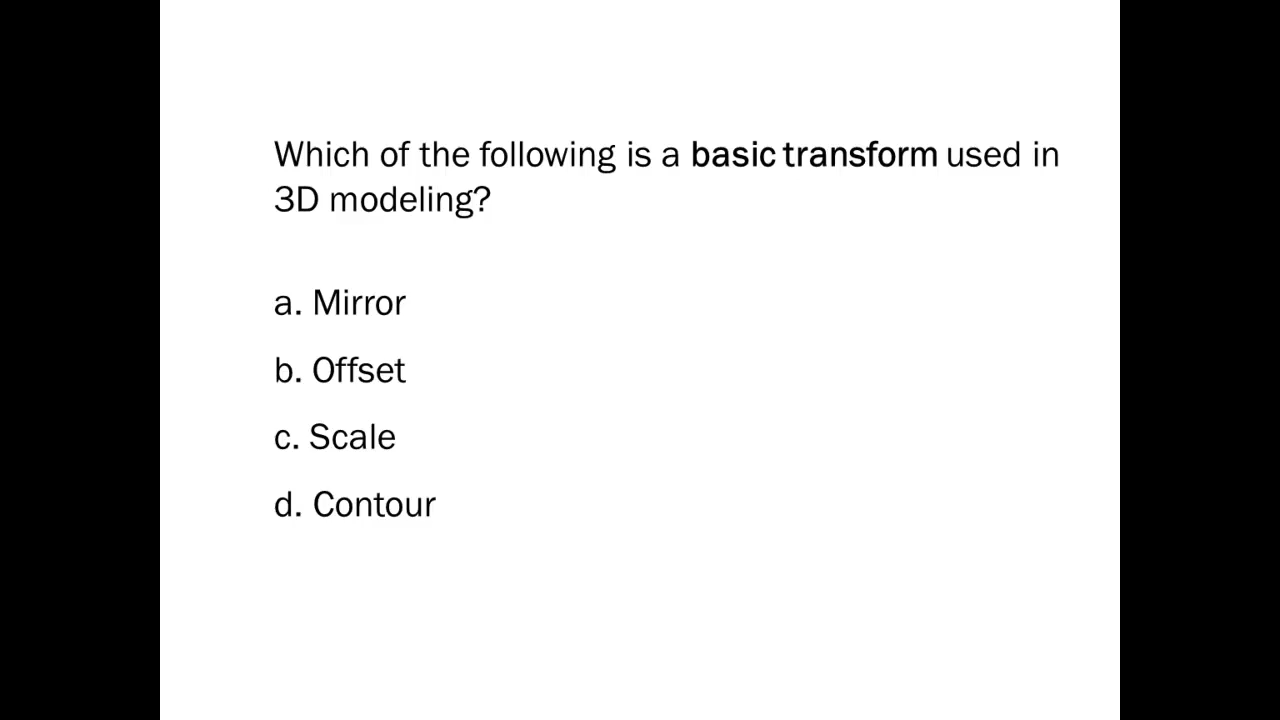 Which of the following is a basic transform used in
3D modeling?
a. Mirror
b. Offset
c. Scale
d. Contour